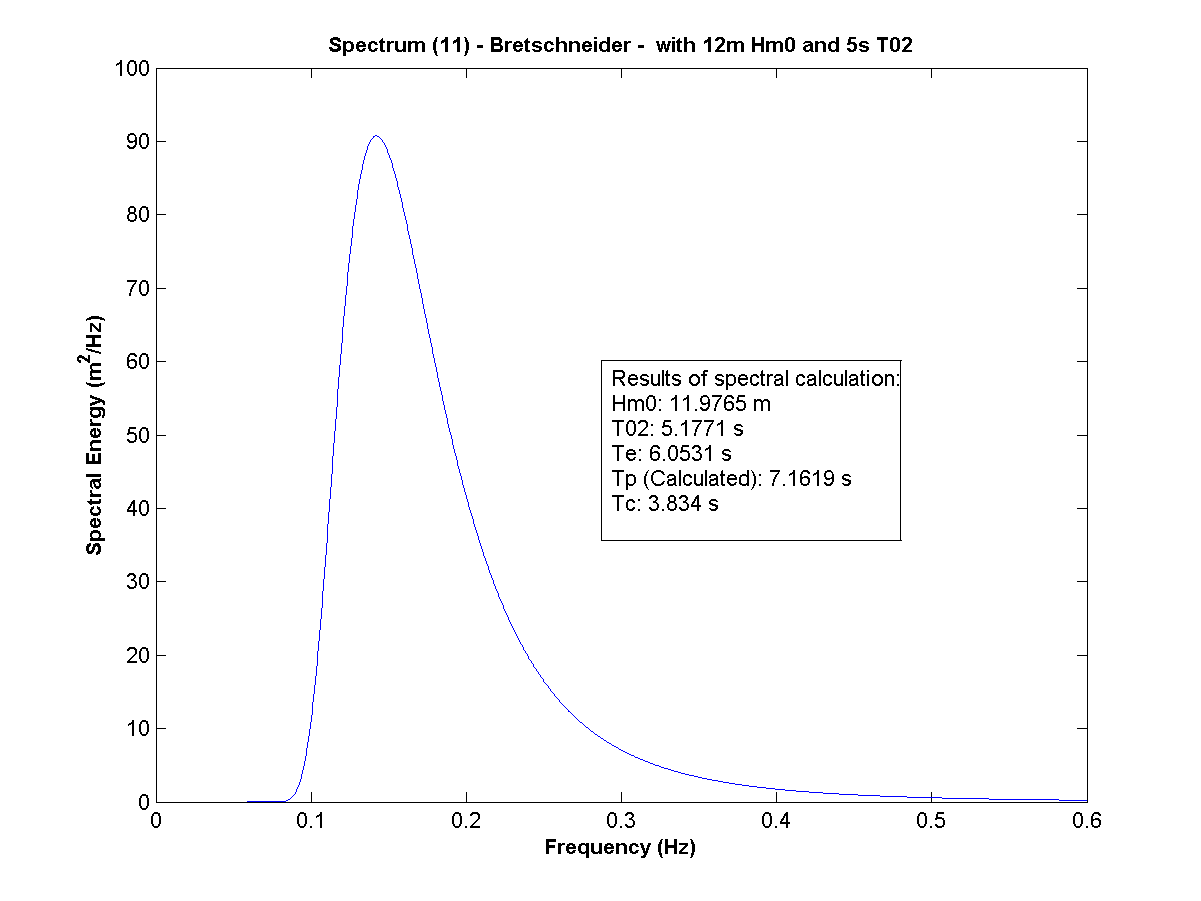 Spectrum (11) - Bretschneider -  with 12m Hm0 and 5s T02
100
90
80
70
60
50
40
30
20
10
0
Spectral Energy (m²/Hz)
Results of spectral calculation:
Hm0: 11.9765 m
T02: 5.1771 s
Te: 6.0531 s
Tp (Calculated): 7.1619 s
Tc: 3.834 s
0 0.1 0.2 0.3 0.4 0.5 0.6
Frequency (Hz)